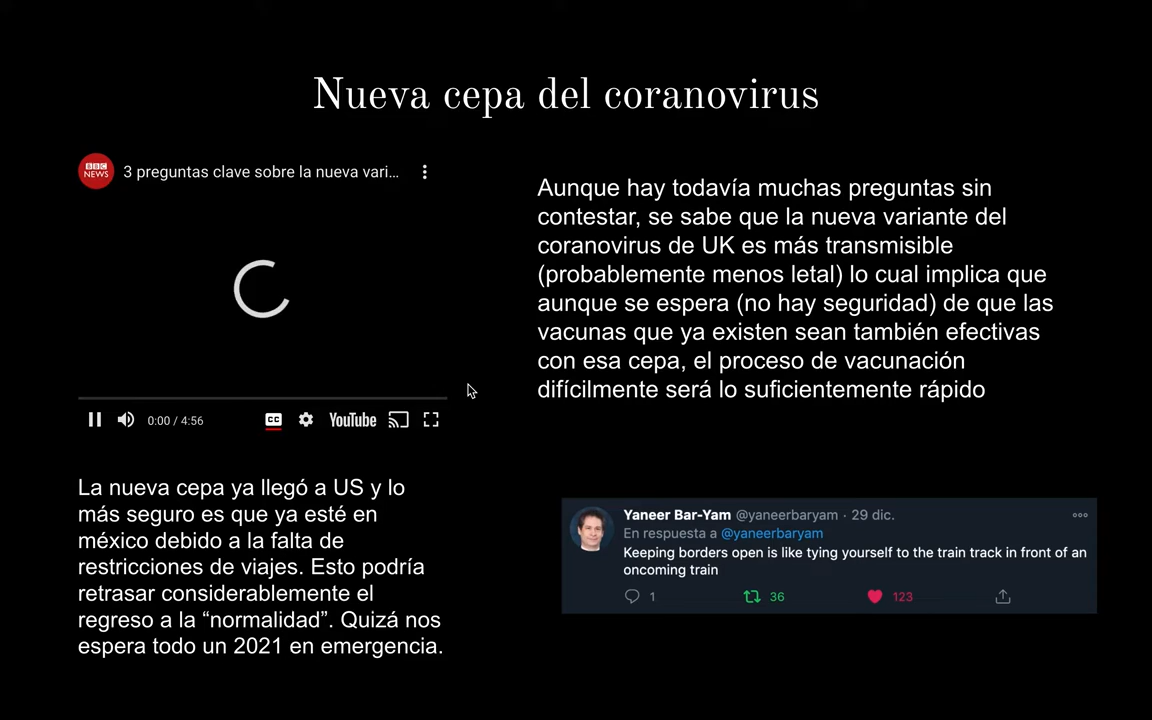 Nueva cepa del coranovirus
BBC
NEWS
3 preguntas clave sobre la nueva vari...
0:00 / 4:56
CC
YouTube
Aunque hay todavía muchas preguntas sin
contestar, se sabe que la nueva variante del
coranovirus de UK es más transmisible
(probablemente menos letal) lo cual implica que
aunque se espera (no hay seguridad) de que las
vacunas que ya existen sean también efectivas
con esa cepa, el proceso de vacunación
difícilmente será lo suficientemente rápido
La nueva cepa ya llegó a US y lo
más seguro es que ya esté en
méxico debido a la falta de
restricciones de viajes. Esto podría
retrasar considerablemente el
regreso a la “normalidad”. Quizá nos
espera todo un 2021 en emergencia.
Yaneer Bar-Yam @yaneerbaryam · 29 dic.
En respuesta a @yaneerbaryam
Keeping borders open is like tying yourself to the train track in front of an
oncoming train
1 36 123